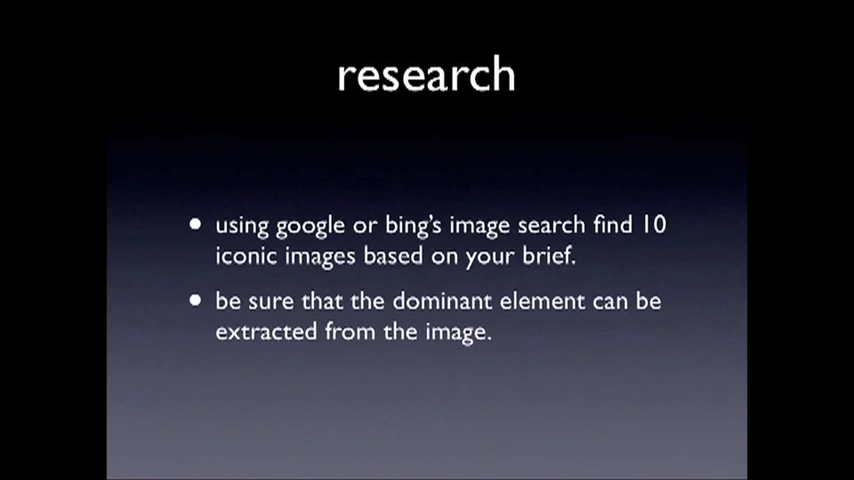 research
• using google or bing's image search find 10
iconic images based on your brief.
• be sure that the dominant element can be
extracted from the image.